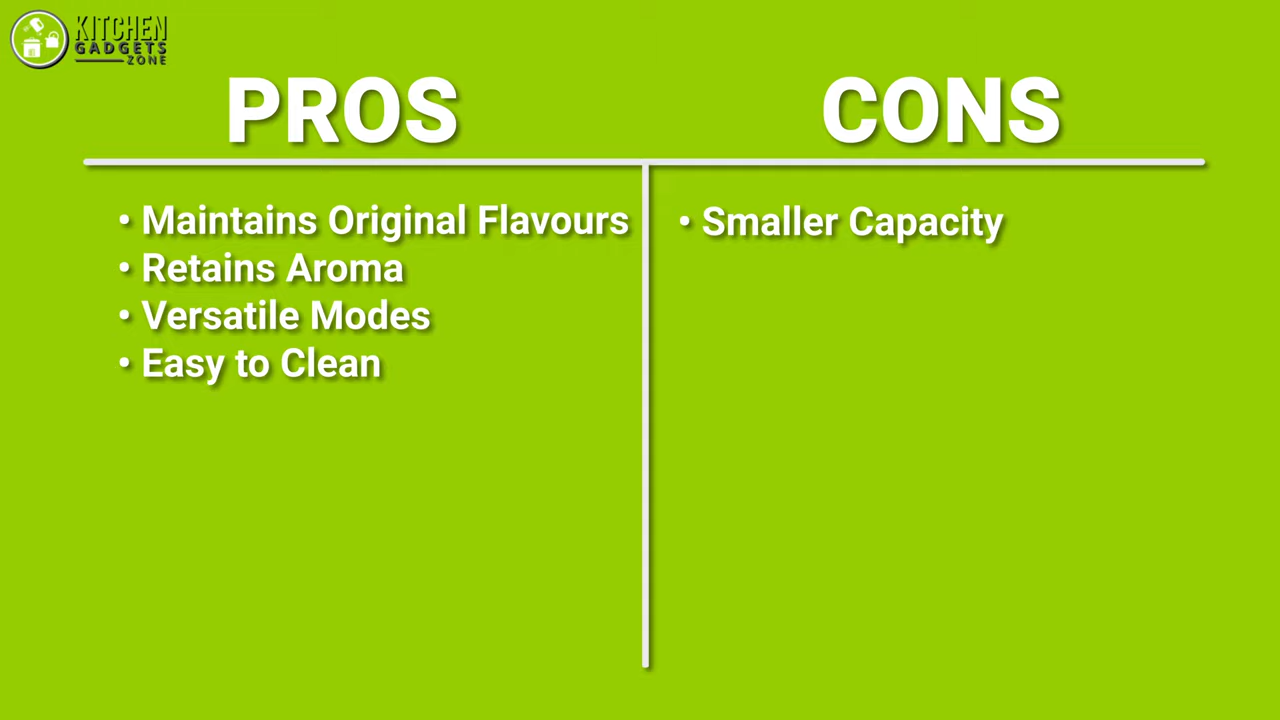 KITCHEN
GADGETS
ZONE
PROS
• Maintains Original Flavours
• Retains Aroma
• Versatile Modes
• Easy to Clean
CONS
• Smaller Capacity